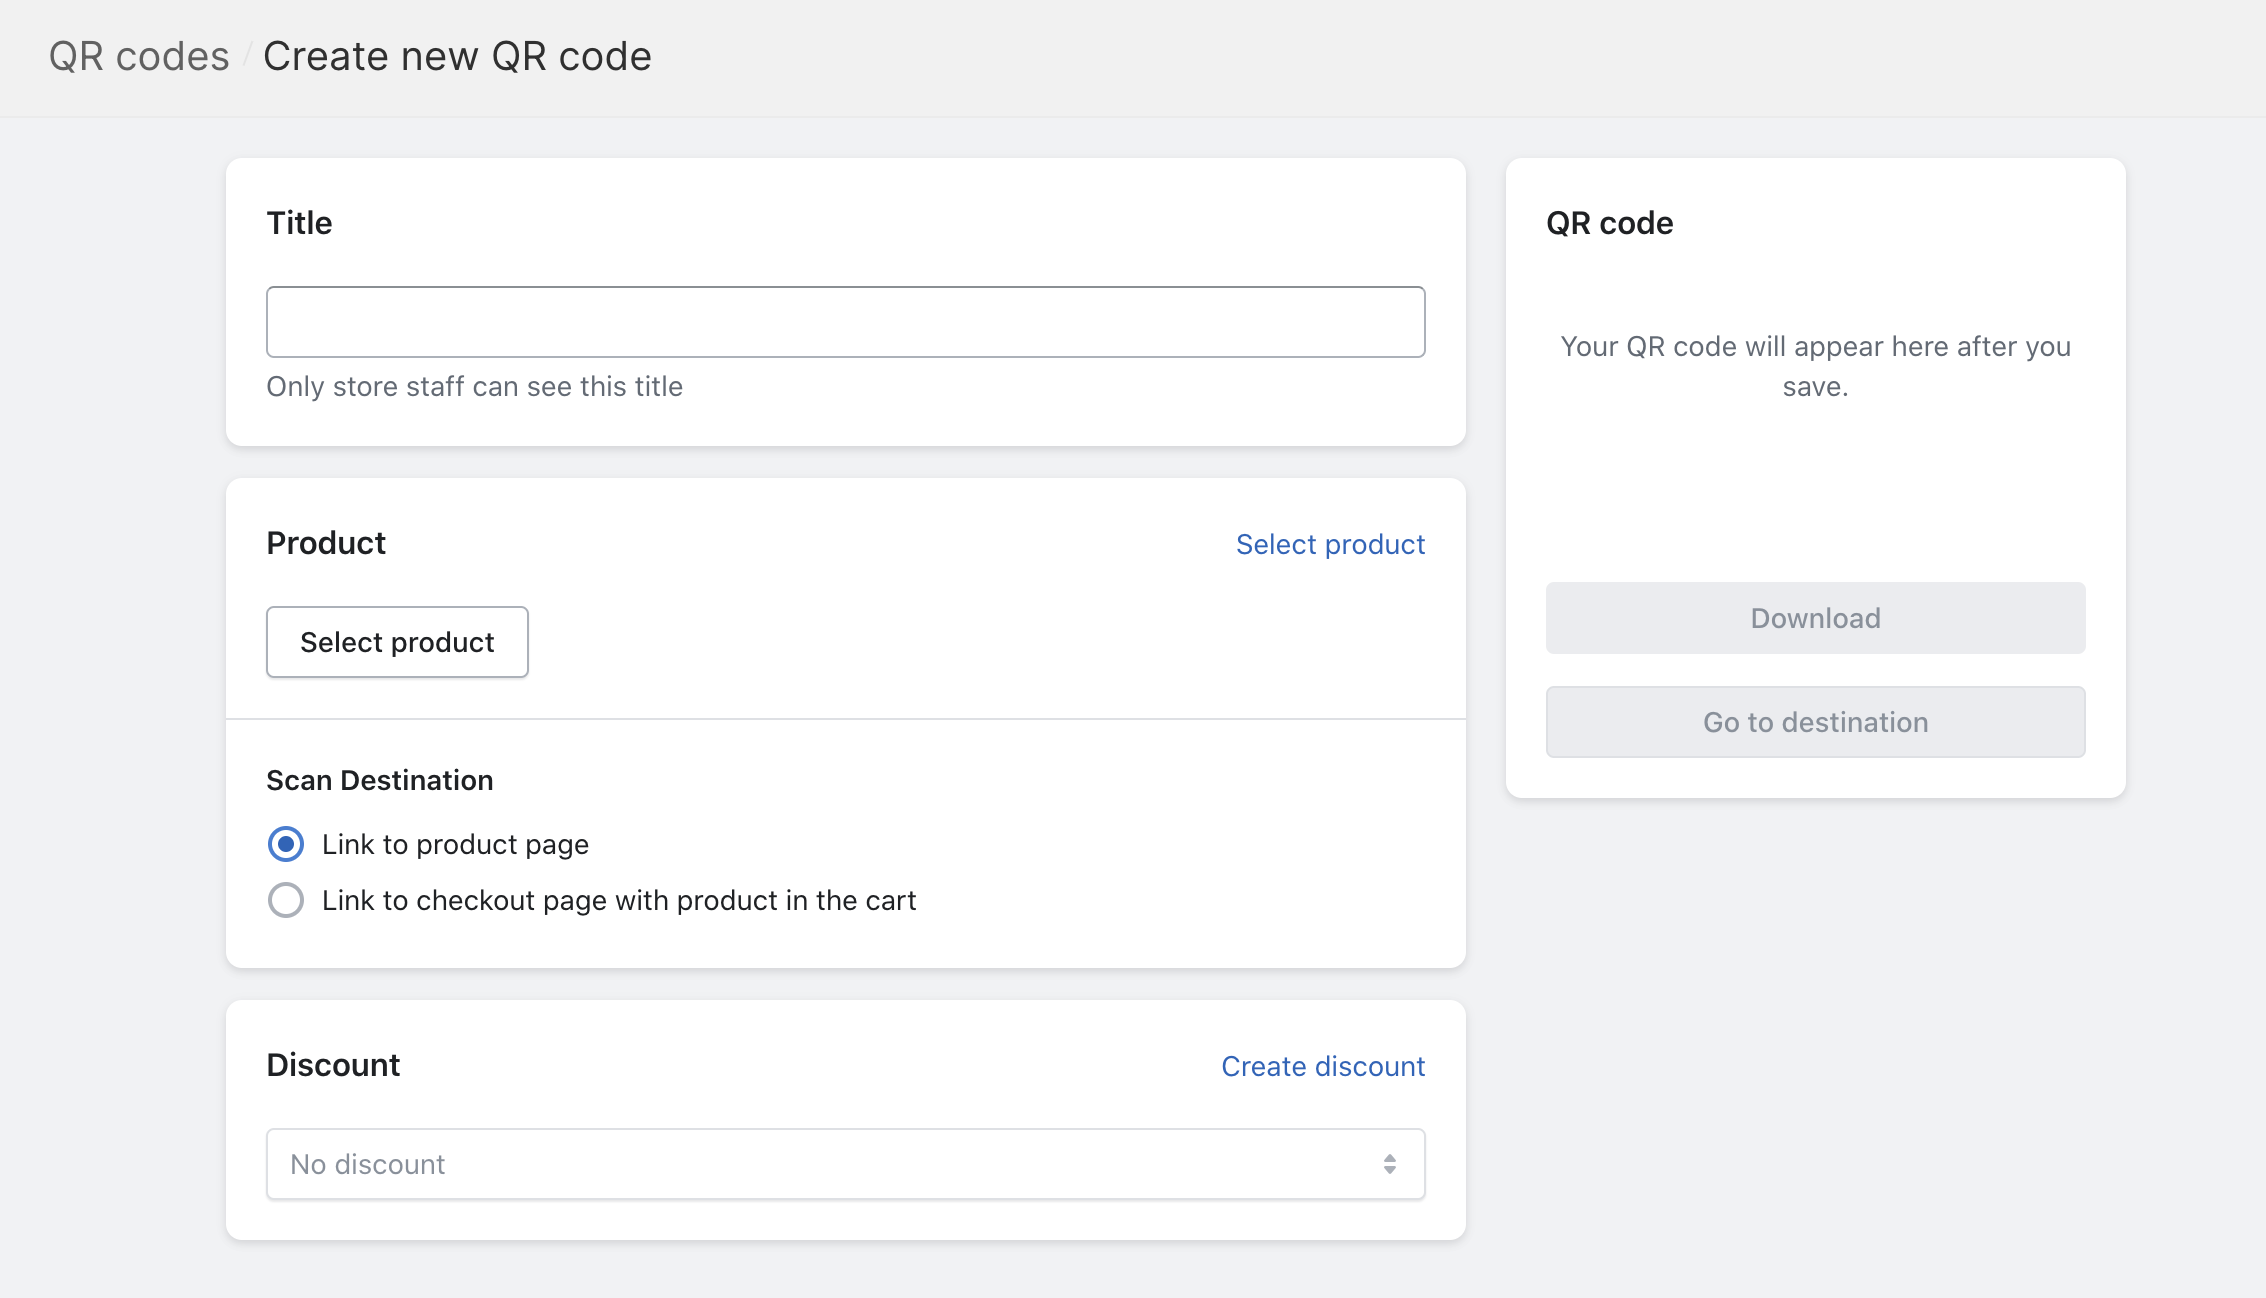 QR codes / Create new QR code
Title
Only store staff can see this title
Product
Select product
Select product
Scan Destination
Link to product page
Link to checkout page with product in the cart
Discount
Create discount
No discount
QR code
Your QR code will appear here after you
save.
Download
Go to destination